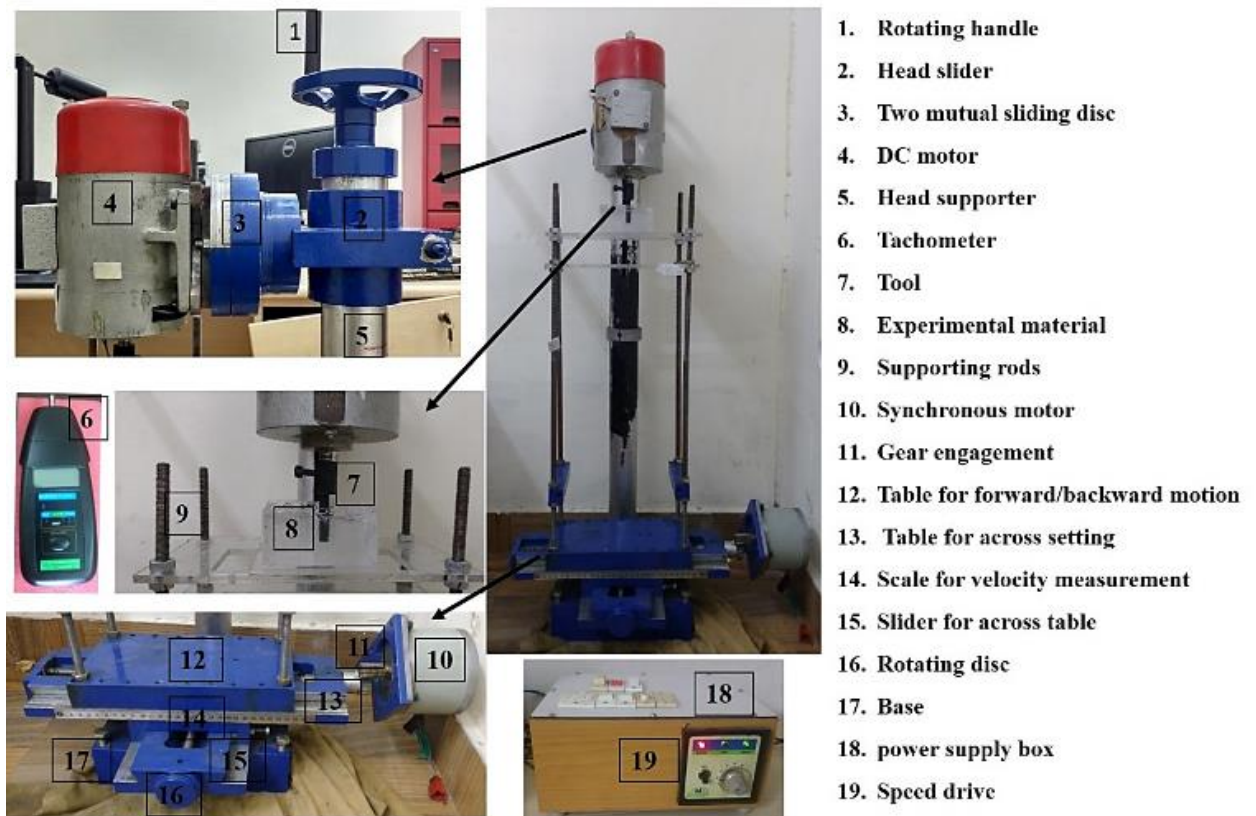 1
2
3
4
5
6
7
8
9
10
11
12
13
14
15
16
17
18
19
DELL
1. Rotating handle
2. Head slider
3. Two mutual sliding disc
4. DC motor
5. Head supporter
6. Tachometer
7. Tool
8. Experimental material
9. Supporting rods
10. Synchronous motor
11. Gear engagement
12. Table for forward/backward motion
13. Table for across setting
14. Scale for velocity measurement
15. Slider for across table
16. Rotating disc
17. Base
18. power supply box
19. Speed drive